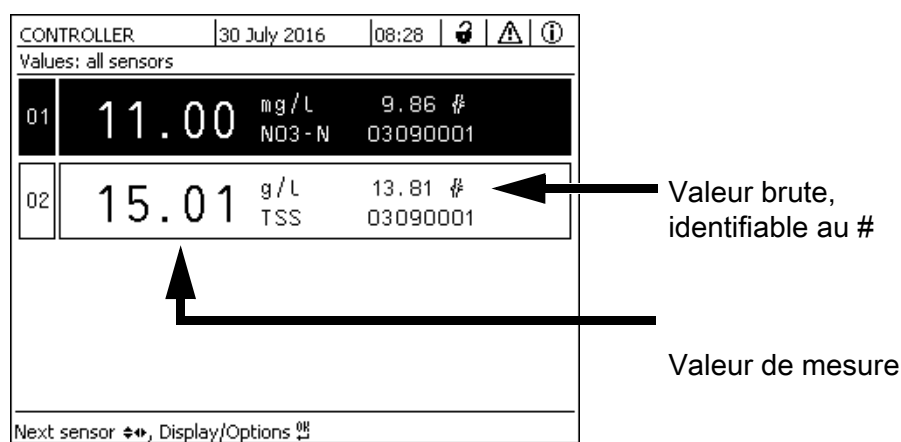 CONTROLLER 30 July 2016 08:28
Values: all sensors
01 11.00 mg/l 9.86 #
NO3-N 03090001
02 15.01 g/l 13.81 #
TSS 03090001
Valeur brute,
identifiable au #
Valeur de mesure
Next sensor, Display/Options OK